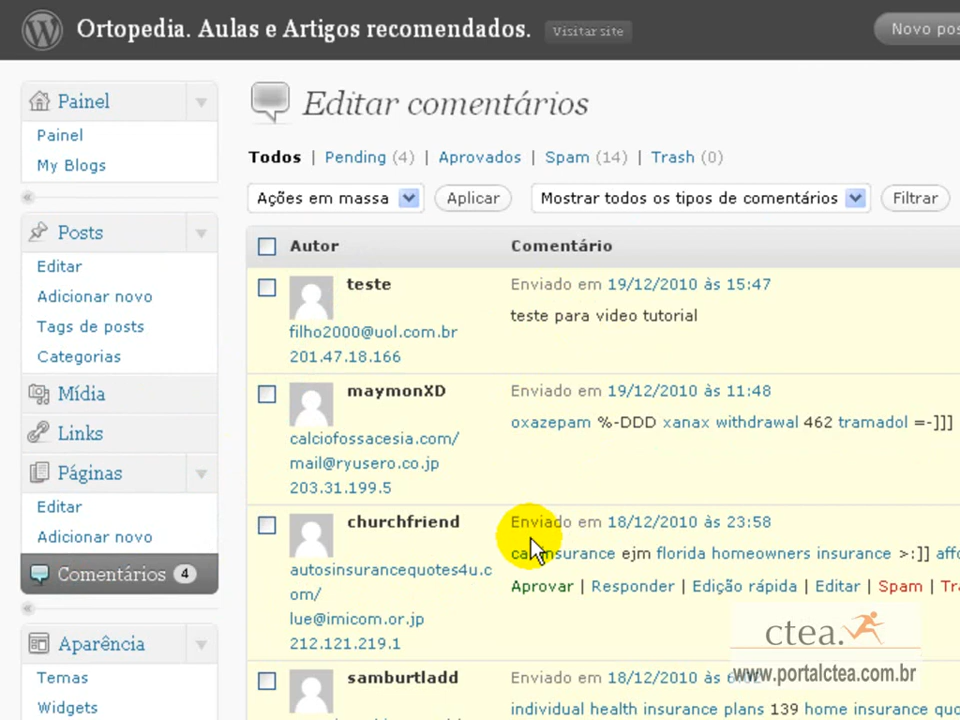 Ortopedia. Aulas e Artigos recomendados.
Visitar site
Novo pos
Painel
Painel
My Blogs
Posts
Editar
Adicionar novo
Tags de posts
Categorias
Mídia
Links
Páginas
Editar
Adicionar novo
Comentários 4
Aparência
Temas
Widgets
Editar comentários
Todos | Pending (4) | Aprovados | Spam (14) | Trash (0)
Ações em massa Aplicar Mostrar todos os tipos de comentários Filtrar
Autor Comentário
teste
filho2000@uol.com.br
201.47.18.166
Enviado em 19/12/2010 às 15:47
teste para video tutorial
maymonXD
calciofossacesia.com/
mail@ryusero.co.jp
203.31.199.5
Enviado em 19/12/2010 às 11:48
oxazepam %-DDD xanax withdrawal 462 tramadol =-]]]
churchfriend
autosinsurancequotes4u.c
om/
lue@imicom.or.jp
212.121.219.1
Enviado em 18/12/2010 às 23:58
insurance ejm florida homeowners insurance >:]] affo
Aprovar | Responder | Edição rápida | Editar | Spam | Tra
samburtladd
Enviado em 18/12/2010 às
individual health insurance plans 139 home insurance quo
ctea.
www.portalctea.com.br